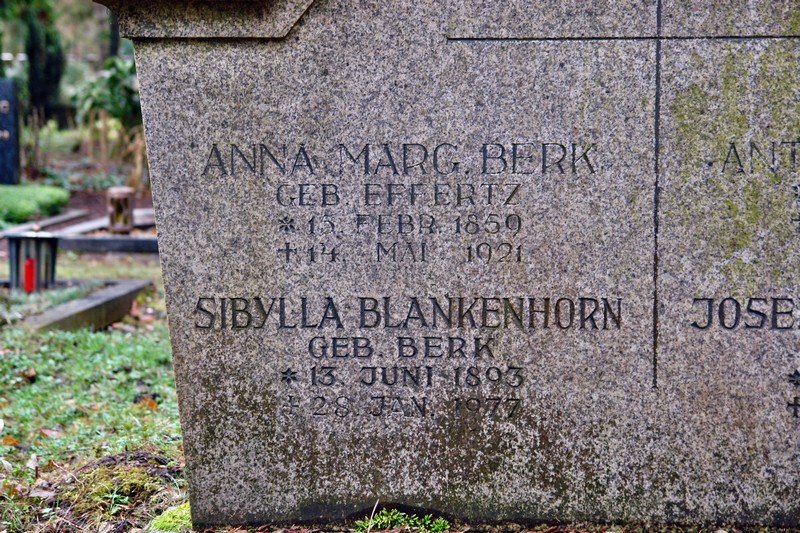 ANNA MARG. BERK
GEB. EFFERTZ
* 15. FEBR. 1859
† 14. MAI 1921
SIBYLLA BLANKENHORN
GEB. BERK
* 13. JUNI 1893
† 28. JAN. 1977
ANT
JOSE